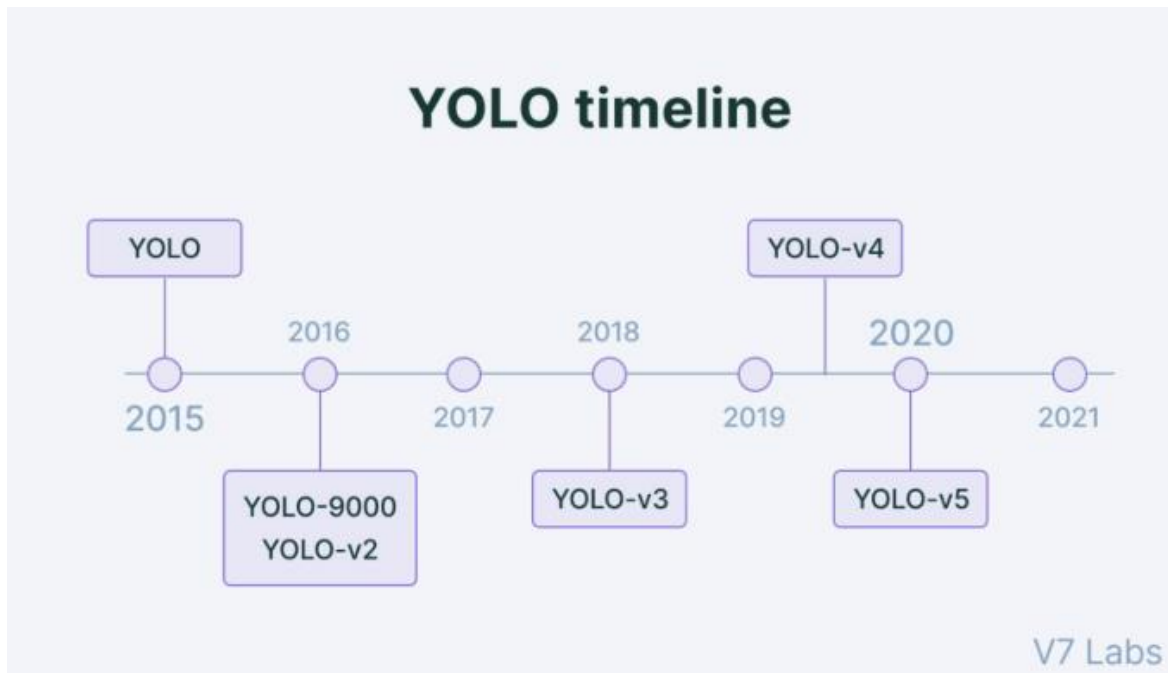 YOLO timeline
YOLO
YOLO-v4
2016
2018
2020
2015
2017
2019
2021
YOLO-9000
YOLO-v2
YOLO-v3
YOLO-v5
V7 Labs